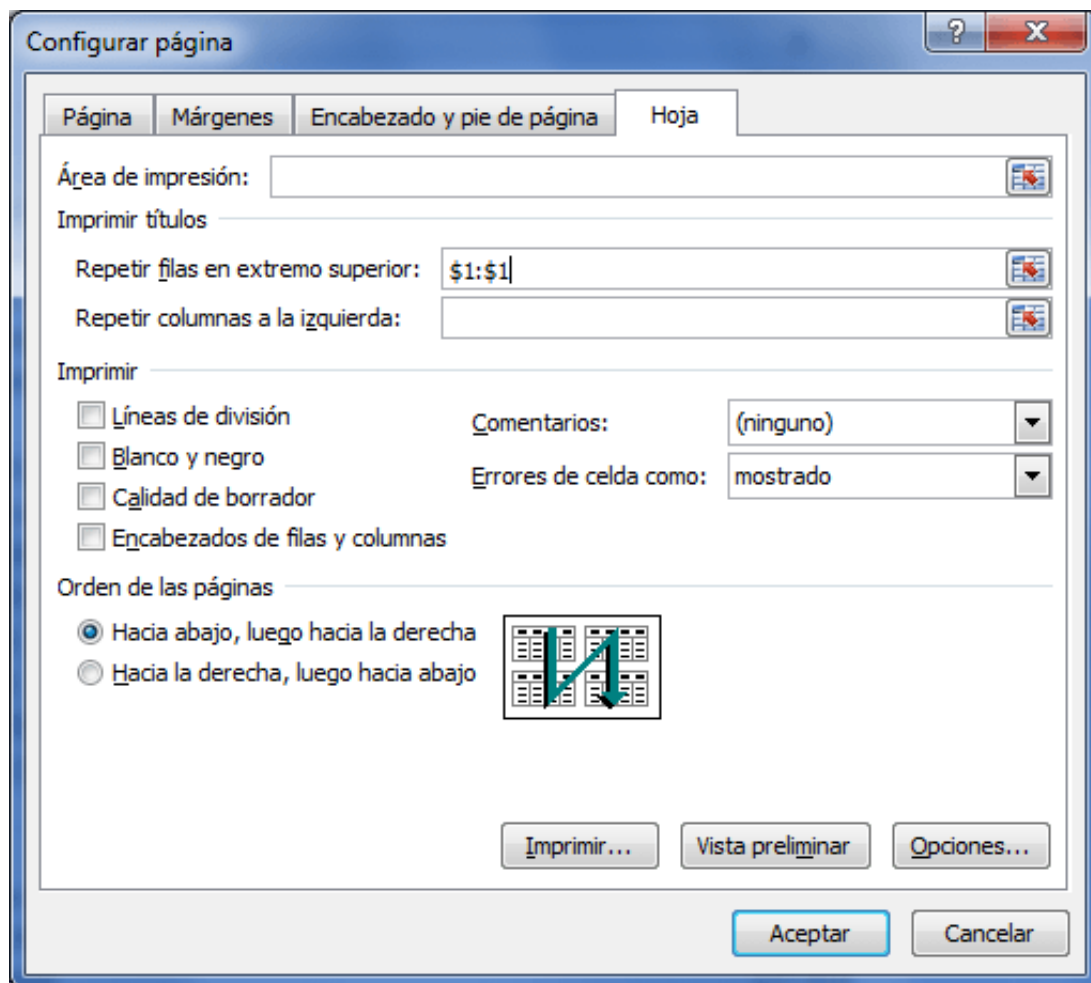 Configurar página
Página Márgenes Encabezado y pie de página Hoja
Área de impresión:
Imprimir títulos
Repetir filas en extremo superior: $1:$1
Repetir columnas a la izquierda:
Imprimir
Líneas de división
Comentarios: (ninguno)
Blanco y negro
Errores de celda como: mostrado
Calidad de borrador
Encabezados de filas y columnas
Orden de las páginas
Hacia abajo, luego hacia la derecha
Hacia la derecha, luego hacia abajo
Imprimir... Vista preliminar Opciones...
Aceptar Cancelar